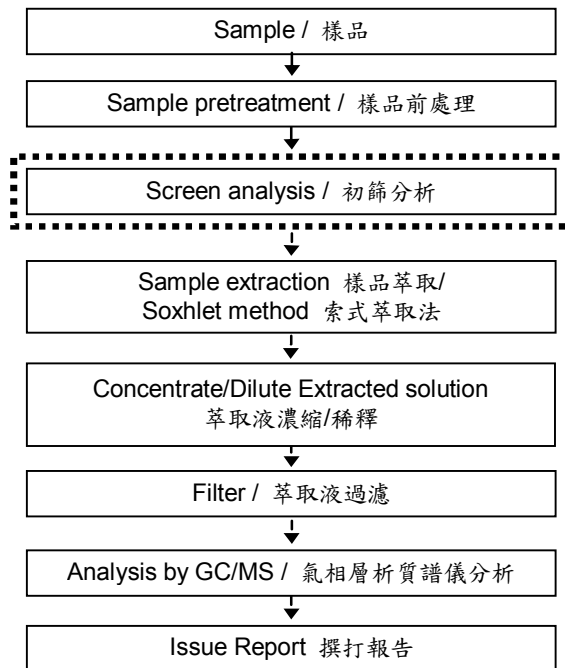 Sample / 樣品
Sample pretreatment / 樣品前處理
Screen analysis / 初篩分析
Sample extraction 樣品萃取/
Soxhlet method 索式萃取法
Concentrate/Dilute Extracted solution
萃取液濃縮/稀釋
Filter / 萃取液過濾
Analysis by GC/MS / 氣相層析質譜儀分析
Issue Report 撰打報告